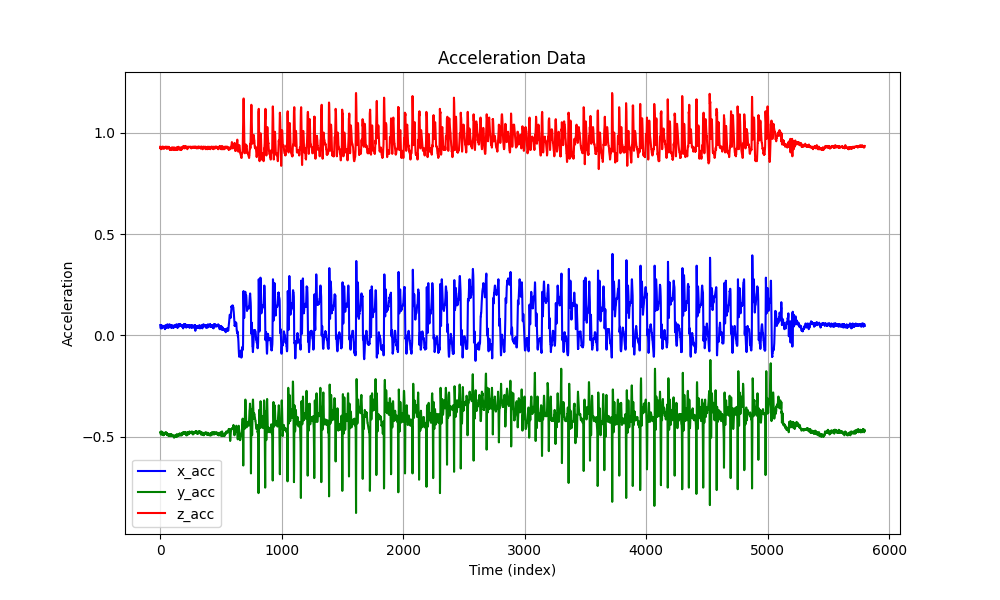 Acceleration Data
Acceleration
1.0
0.5
0.0
−0.5
x_acc
y_acc
z_acc
0 1000 2000 3000 4000 5000 6000
Time (index)